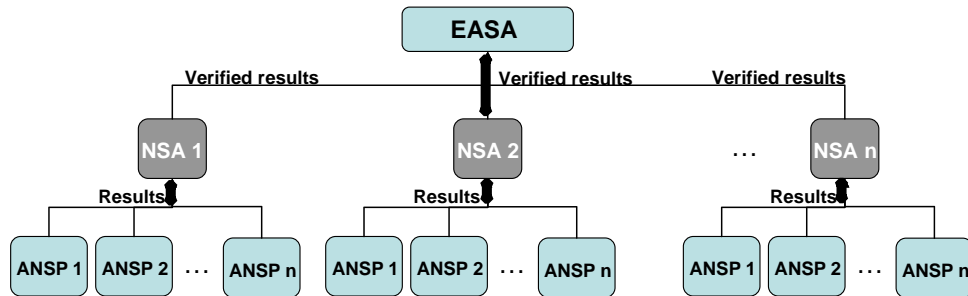 EASA
Verified results
Verified results
Verified results
NSA 1
NSA 2
...
NSA n
Results
Results
Results
ANSP 1
ANSP 2
...
ANSP n
ANSP 1
ANSP 2
...
ANSP n
ANSP 1
ANSP 2
...
ANSP n